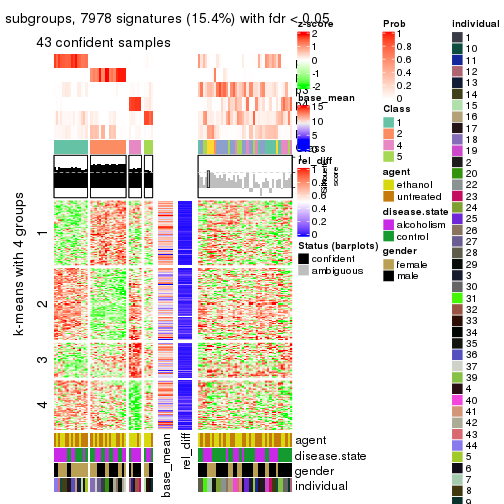 subgroups, 7978 signatures (15.4%) with fdr < 0.05
43 confident samples
k-means with 4 groups
1
2
3
4
base_mean
rel_diff
agent
disease.state
gender
individual
z-score
2
1
0
-1
-2
base_mean
15
10
5
rel_diff
1
0.8
0.6
0.4
0.2
0
Silhouette
score
Status (barplots)
confident
ambiguous
Prob
1
0.8
0.6
0.4
0.2
0
Class
1
2
4
5
agent
ethanol
untreated
disease.state
alcoholism
control
gender
female
male
individual
1
10
11
12
13
14
15
16
17
18
19
2
20
22
23
24
25
26
27
28
29
3
30
31
32
33
34
35
36
37
39
4
40
41
42
43
44
5
6
7
8
9